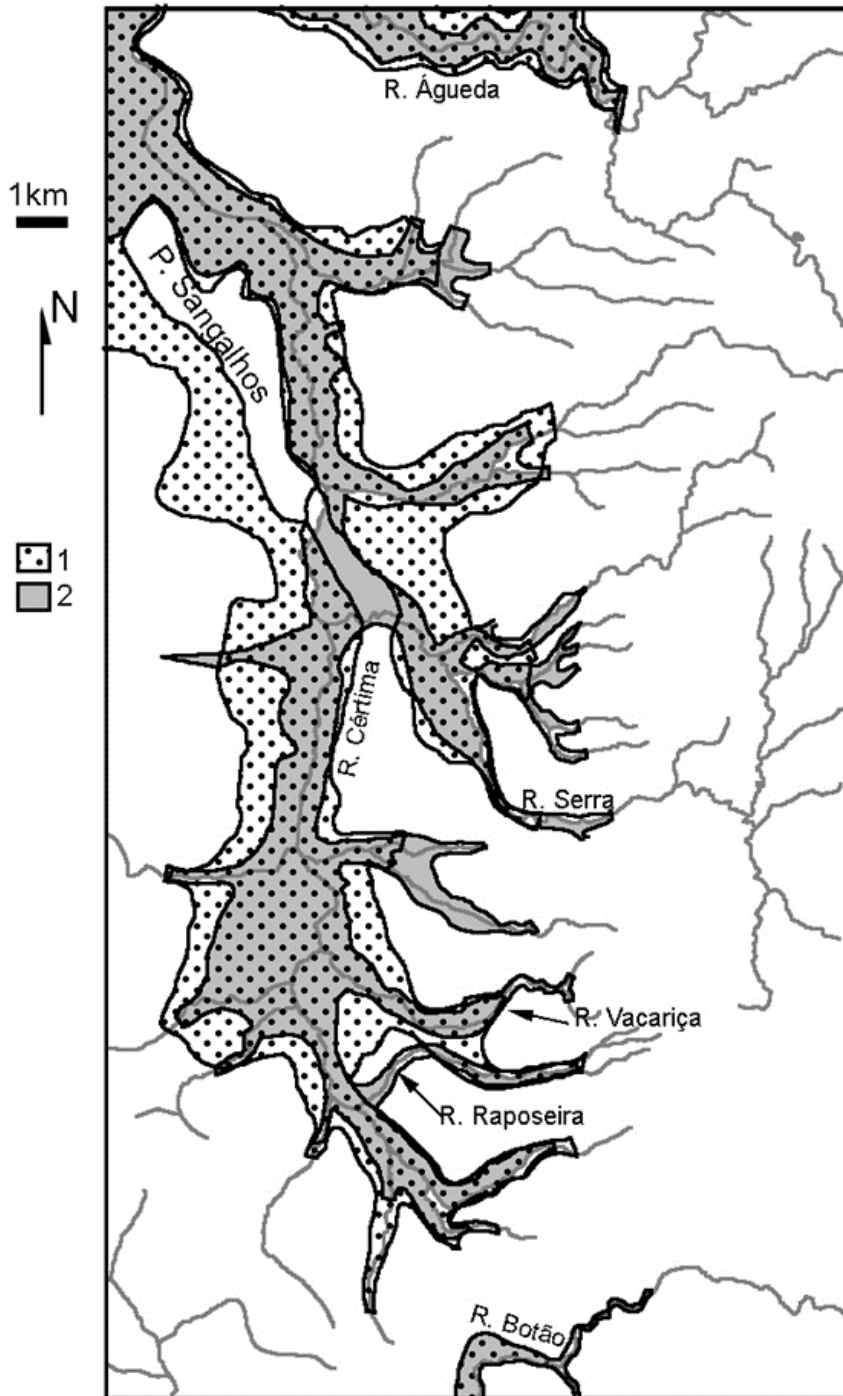 R. Águeda
1km
P. Sangalhos
N
1
2
R. Cértima
R. Serra
R. Vacariça
R. Raposeira
R. Botão